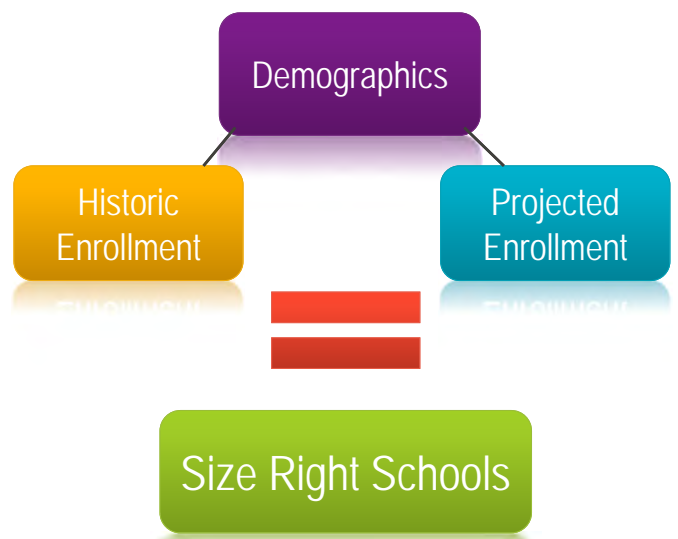 Demographics
Historic
Enrollment
Projected
Enrollment
Size Right Schools